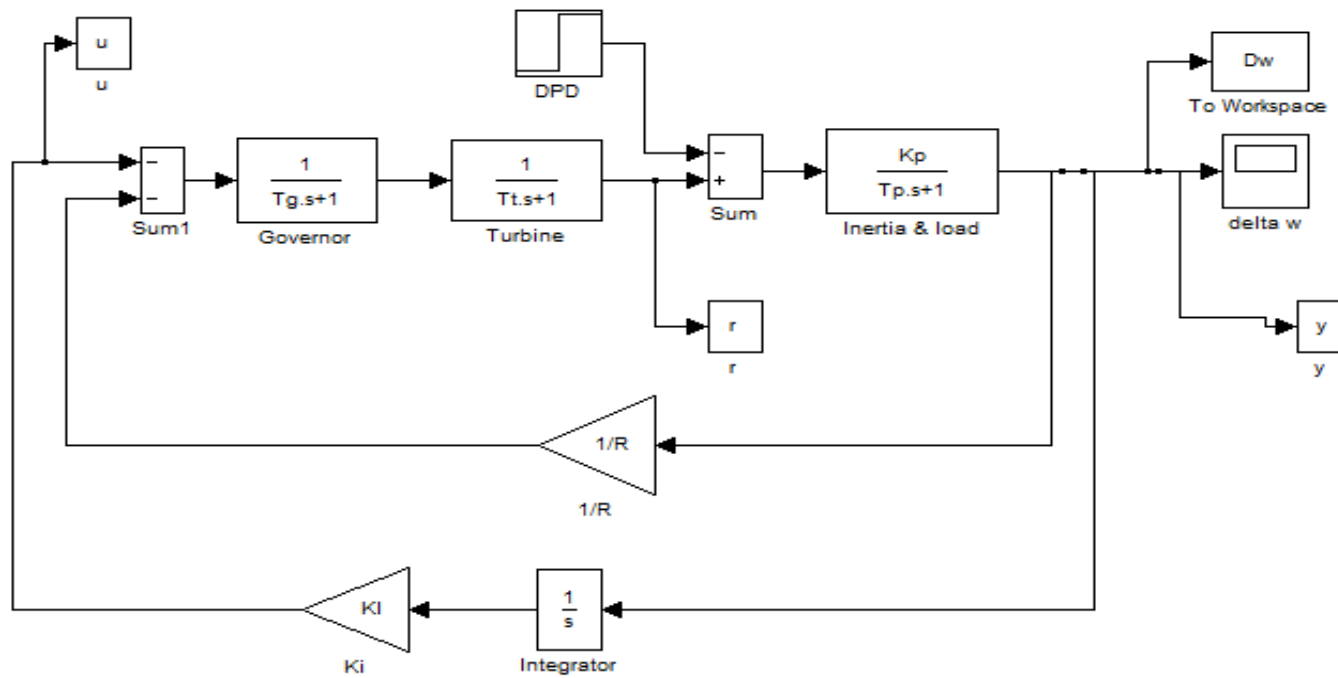 u
u
DPD
Dw
To Workspace
−
−
Sum1
1
Tg.s+1
Governor
1
Tt.s+1
Turbine
−
+
Sum
Kp
Tp.s+1
Inertia & load
delta w
r
r
y
y
1/R
1/R
KI
Ki
1
s
Integrator